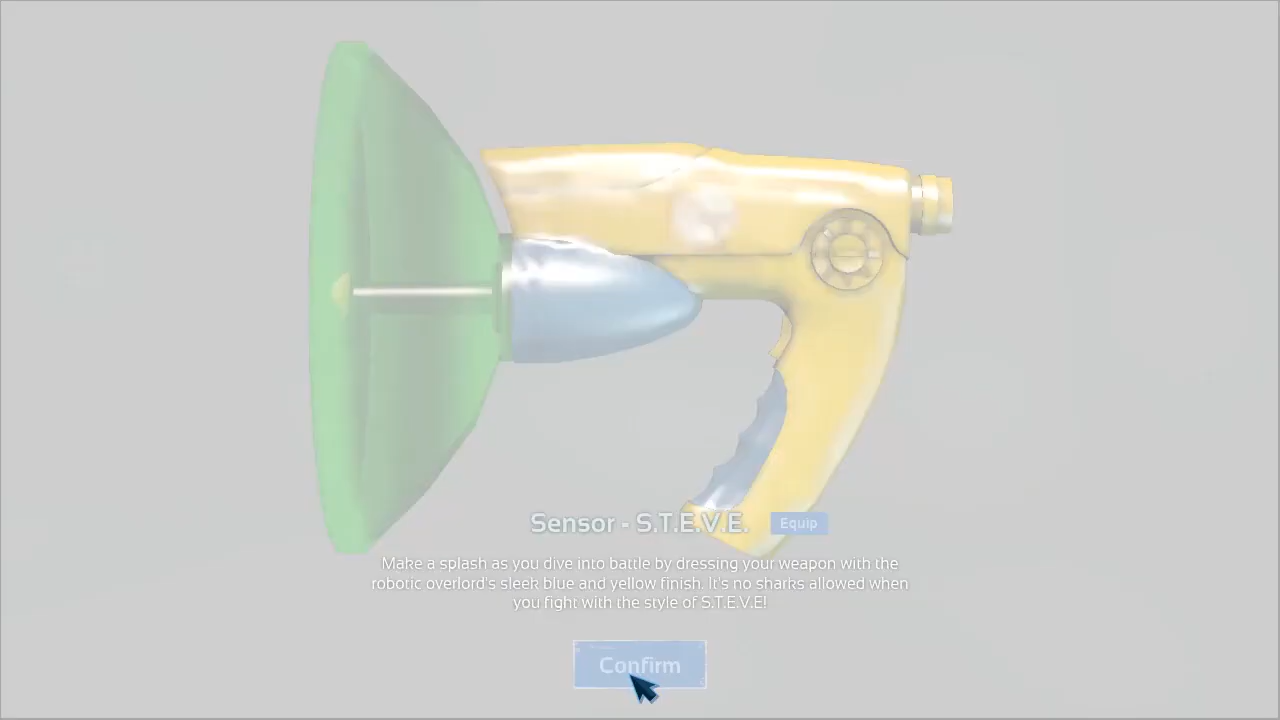 Sensor - S.T.E.V.E.
Equip
Make a splash as you dive into battle by dressing your weapon with the
robotic overlord's sleek blue and yellow finish. It's no sharks allowed when
you fight with the style of S.T.E.V.E!
Confirm